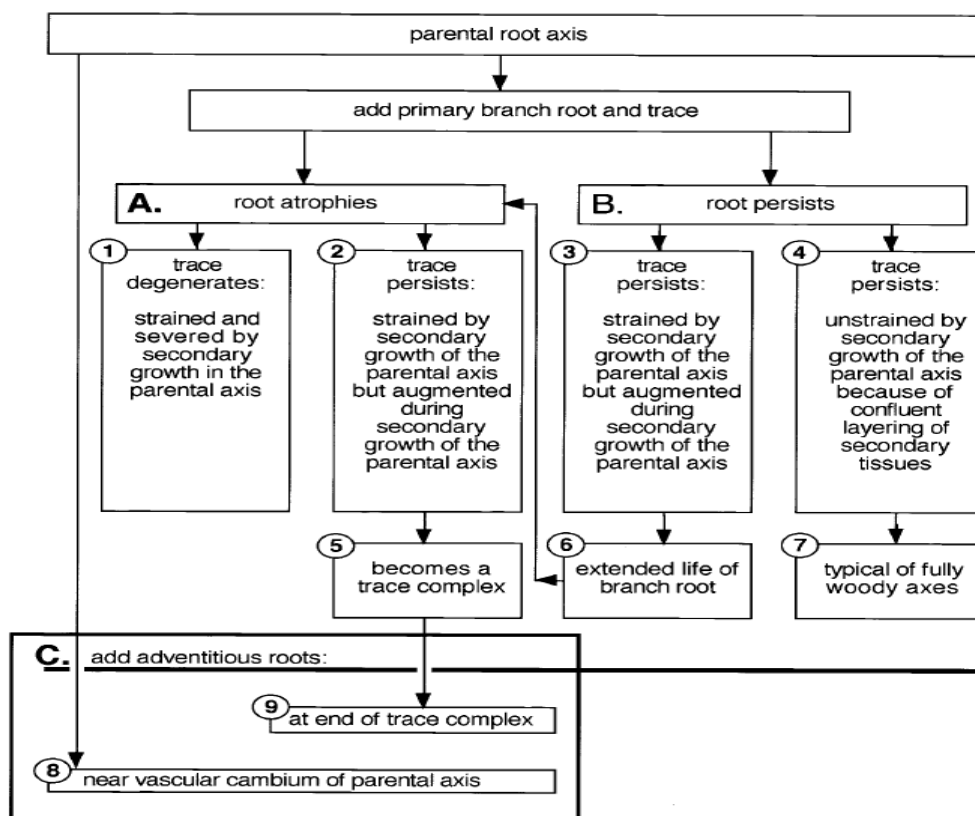 parental root axis
add primary branch root and trace
A. root atrophies
B. root persists
1
trace
degenerates:
strained and
severed by
secondary
growth in the
parental axis
2
trace
persists:
strained by
secondary
growth of the
parental axis
but augmented
during
secondary
growth of the
parental axis
3
trace
persists:
strained by
secondary
growth of the
parental axis
but augmented
during
secondary
growth of the
parental axis
4
trace
persists:
unstrained by
secondary
growth of the
parental axis
because of
confluent
layering of
secondary
tissues
5
becomes a
trace complex
6
extended life of
branch root
7
typical of fully
woody axes
C. add adventitious roots:
9 at end of trace complex
8 near vascular cambium of parental axis